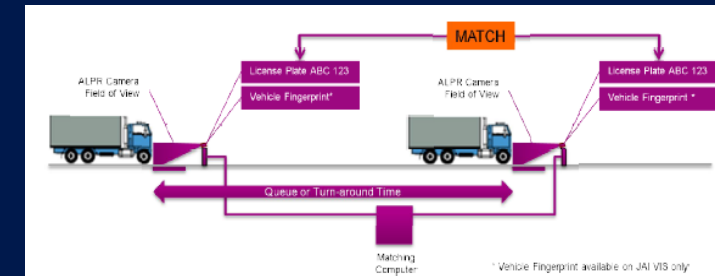 MATCH
License Plate ABC 123
Vehicle Fingerprint*
ALPR Camera
Field of View
License Plate ABC 123
Vehicle Fingerprint *
ALPR Camera
Field of View
Queue or Turn-around Time
Matching
Computer
* Vehicle Fingerprint available on JAI VIS only*